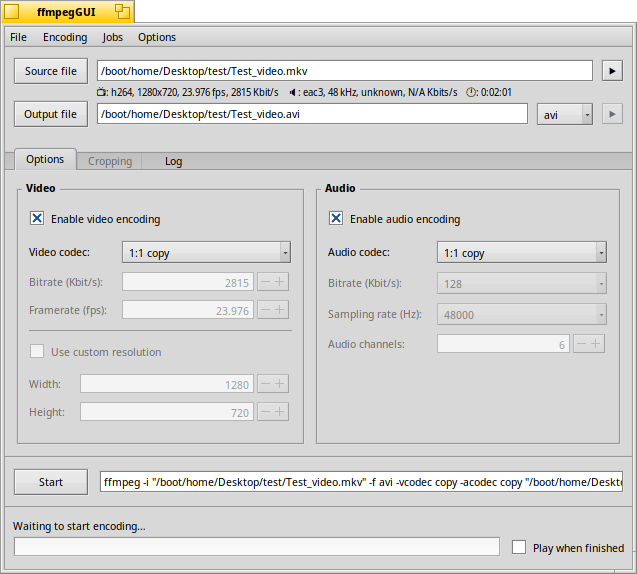 ffmpegGUI
File Encoding Jobs Options
Source file /boot/home/Desktop/test/Test_video.mkv
: h264, 1280x720, 23.976 fps, 2815 Kbit/s : eac3, 48 kHz, unknown, N/A Kbits/s : 0:02:01
Output file /boot/home/Desktop/test/Test_video.avi avi
Options Cropping Log
Video Audio
Enable video encoding Enable audio encoding
Video codec: 1:1 copy Audio codec: 1:1 copy
Bitrate (Kbit/s): 2815 Bitrate (Kbit/s): 128
Framerate (fps): 23.976 Sampling rate (Hz): 48000
Audio channels: 6
Use custom resolution
Width: 1280
Height: 720
Start ffmpeg -i "/boot/home/Desktop/test/Test_video.mkv" -f avi -vcodec copy -acodec copy "/boot/home/Deskto
Waiting to start encoding...
Play when finished